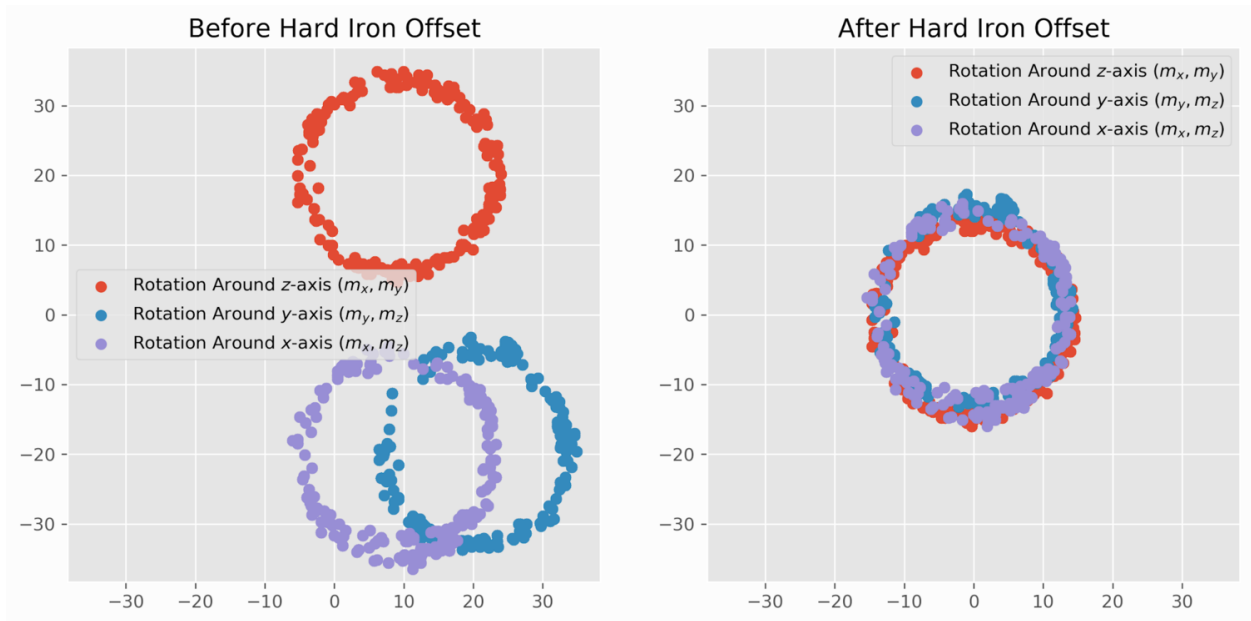 Before Hard Iron Offset
30
20
10
0
−10
−20
−30
Rotation Around z-axis (mx, my)
Rotation Around y-axis (my, mz)
Rotation Around x-axis (mx, mz)
−30 −20 −10 0 10 20 30
After Hard Iron Offset
Rotation Around z-axis (mx, my)
Rotation Around y-axis (my, mz)
Rotation Around x-axis (mx, mz)
30
20
10
0
−10
−20
−30
−30 −20 −10 0 10 20 30